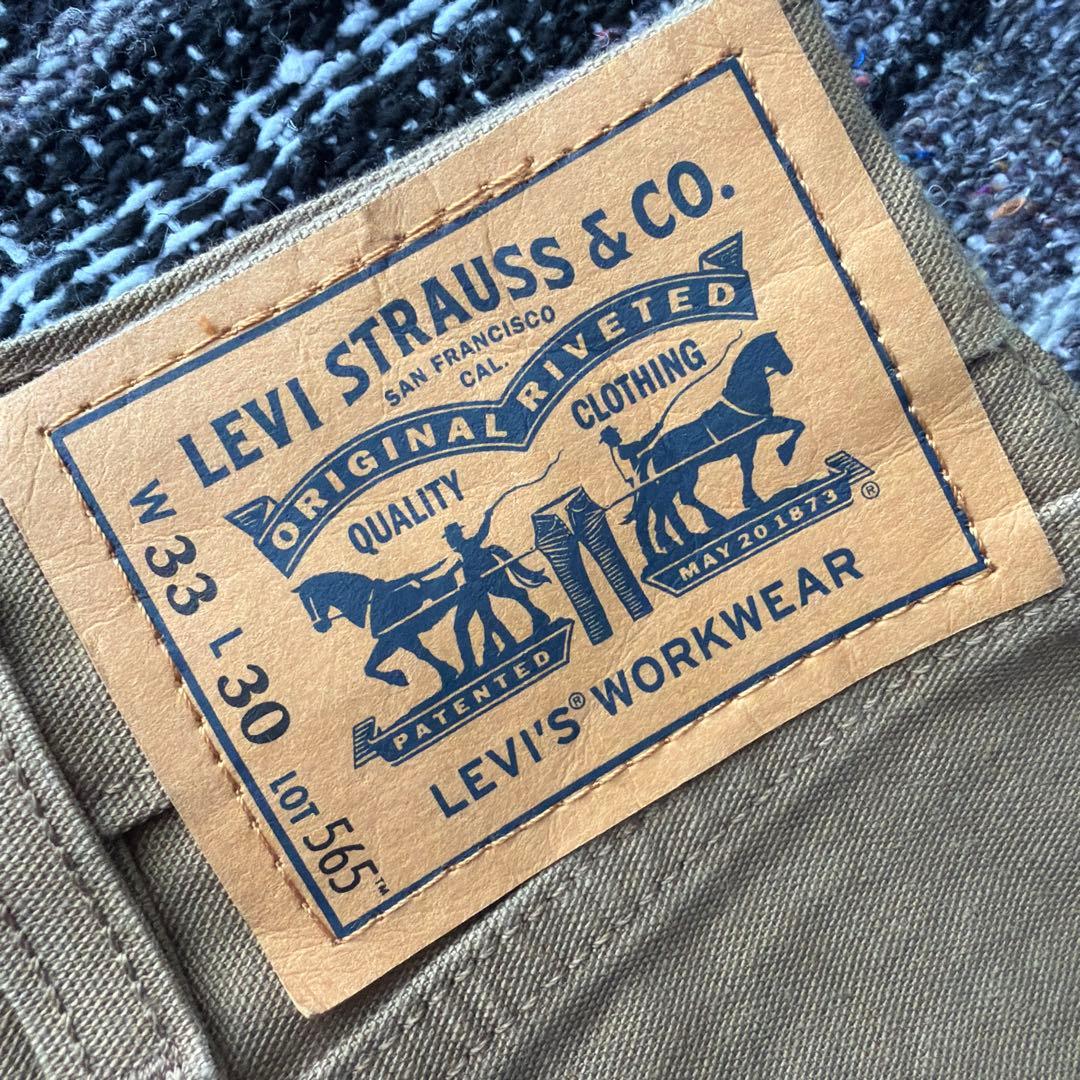 LEVI STRAUSS & CO.
SAN FRANCISCO
CAL.
ORIGINAL RIVETED
QUALITY CLOTHING
PATENTED MAY 20 1873 ®
LEVI'S® WORKWEAR
W 33 L 30 LOT 565™